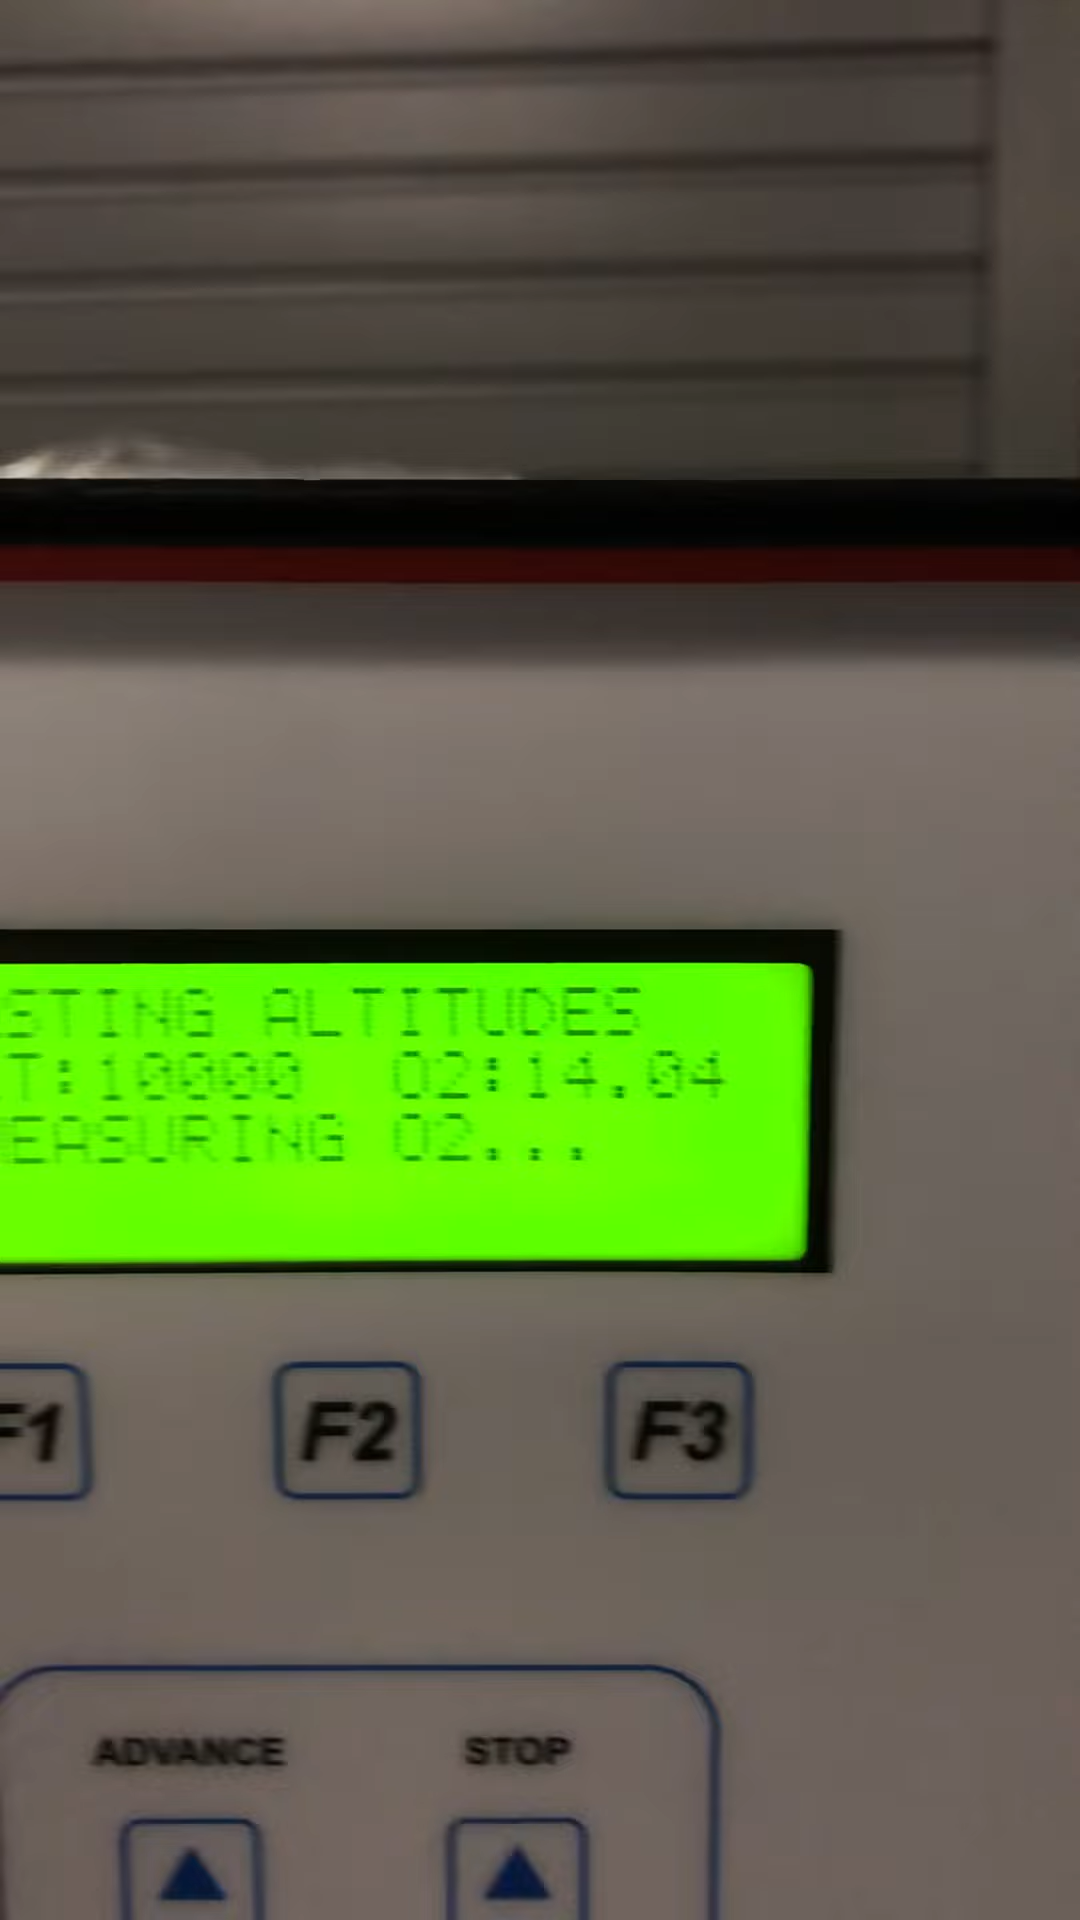 STING ALTITUDES
T:10000 02:14.04
EASURING O2...
F1 F2 F3
ADVANCE STOP